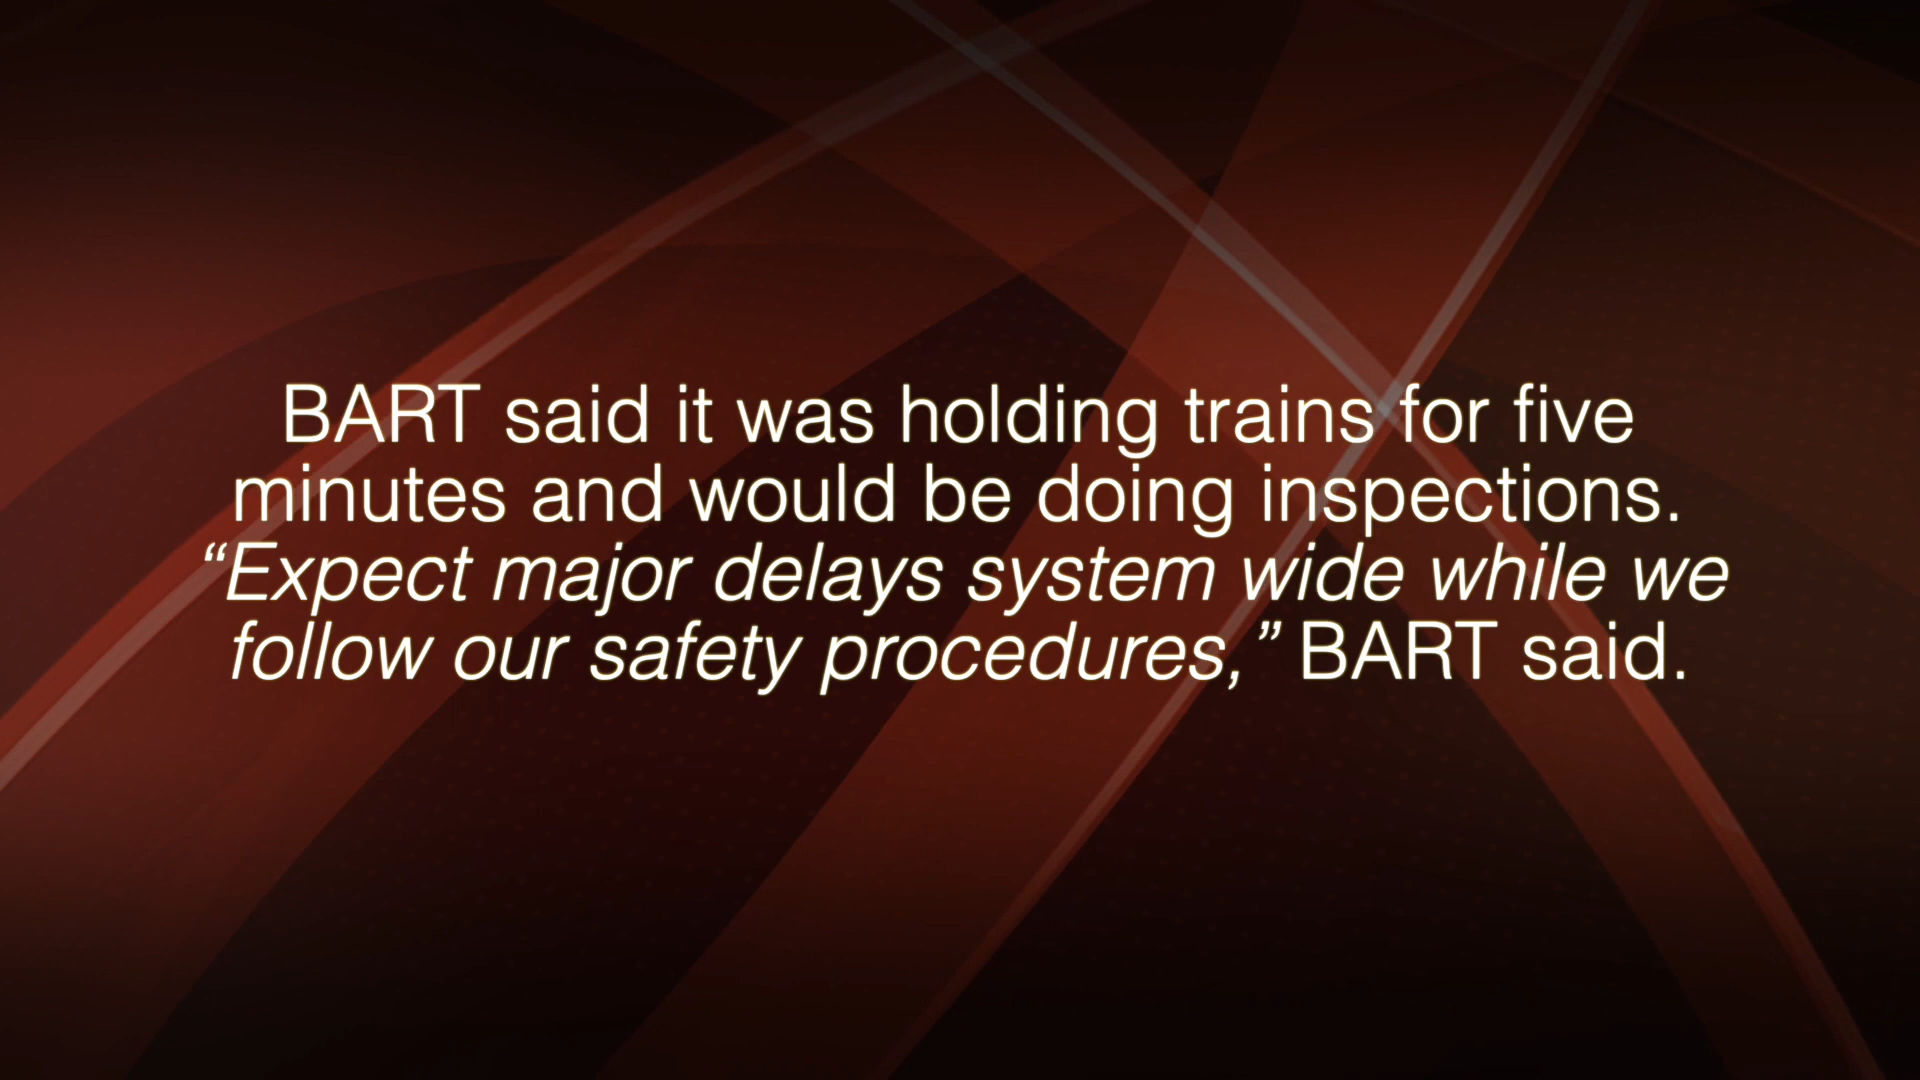 BART said it was holding trains for five
minutes and would be doing inspections.
“Expect major delays system wide while we
follow our safety procedures,” BART said.